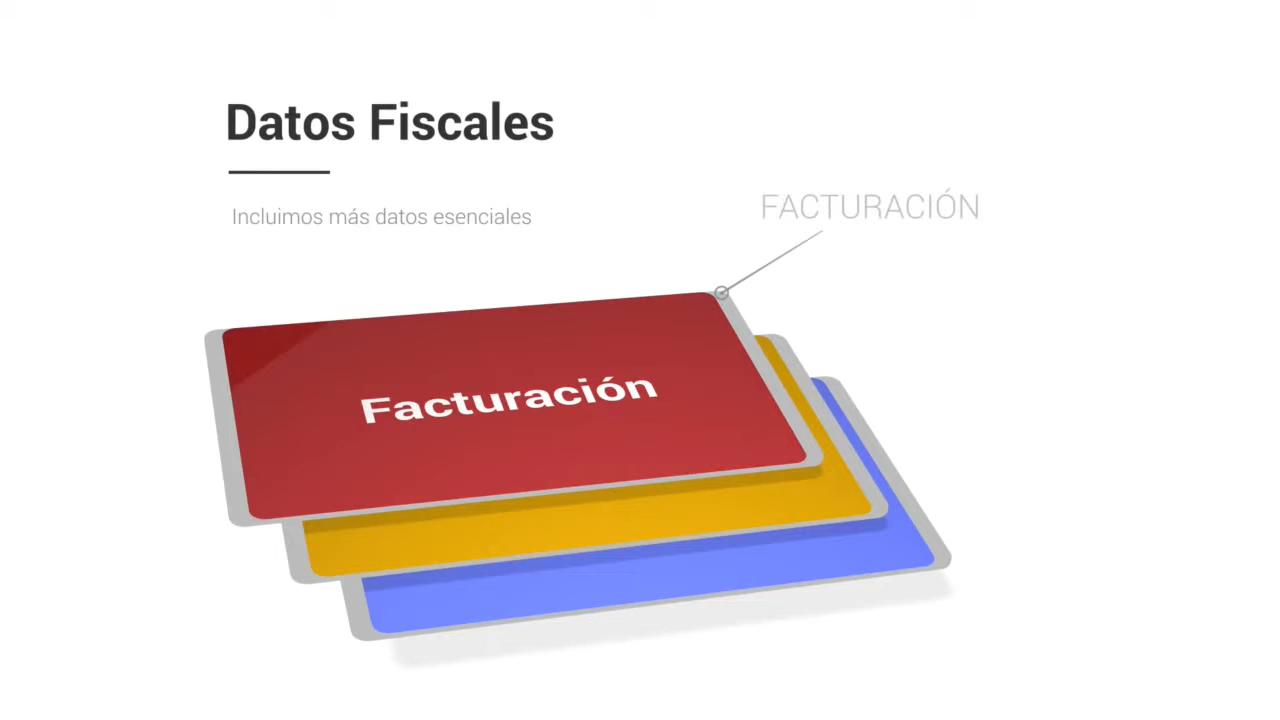 Datos Fiscales
Incluimos más datos esenciales
FACTURACIÓN
Facturación